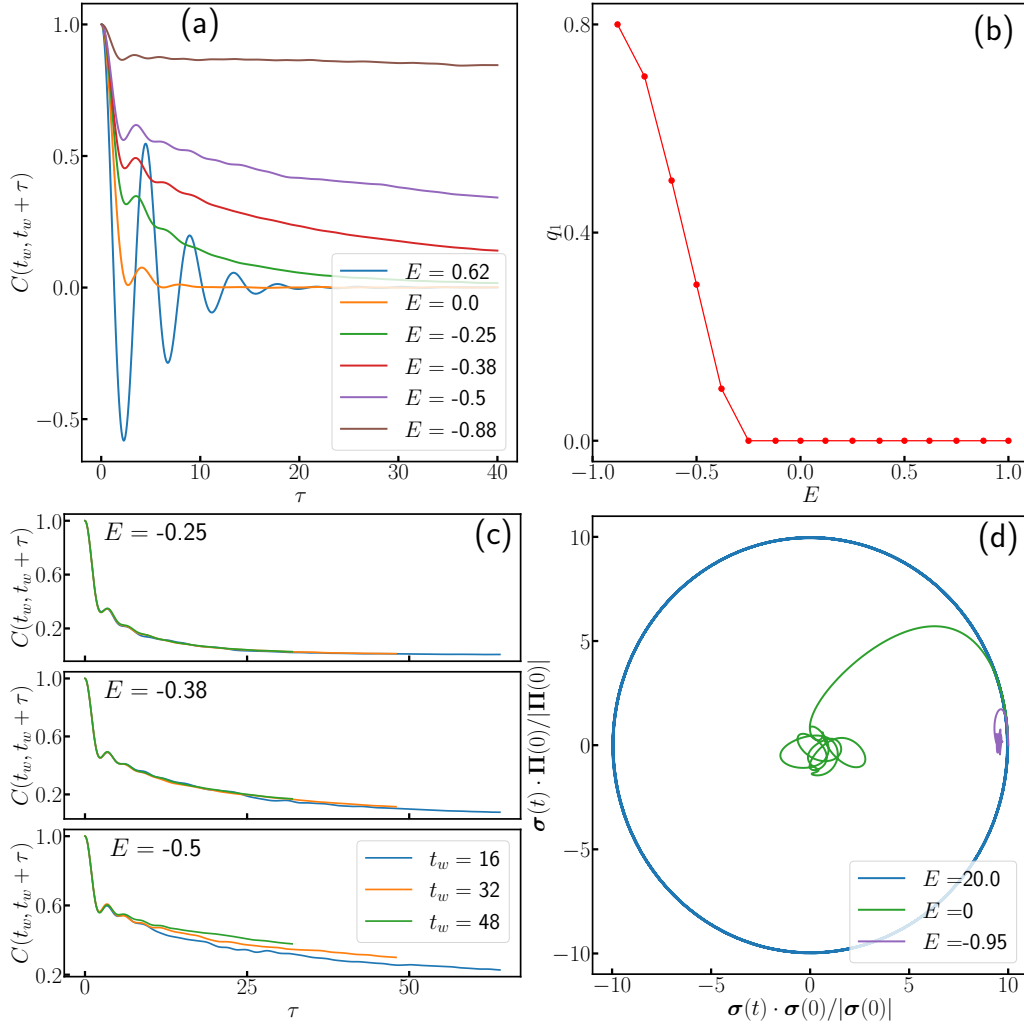 (a)
C(t_w, t_w + τ)
1.0
0.5
0.0
−0.5
0
10
20
30
40
τ
E = 0.62
E = 0.0
E = -0.25
E = -0.38
E = -0.5
E = -0.88
(b)
q_1
0.8
0.4
0.0
−1.0
−0.5
0.0
0.5
1.0
E
(c)
E = -0.25
C(t_w, t_w + τ)
1.0
0.6
0.2
E = -0.38
C(t_w, t_w + τ)
1.0
0.6
0.2
E = -0.5
C(t_w, t_w + τ)
1.0
0.6
0.2
t_w = 16
t_w = 32
t_w = 48
0
25
50
τ
(d)
σ(t) · Π(0)/|Π(0)|
10
5
0
−5
−10
−10
−5
0
5
10
σ(t) · σ(0)/|σ(0)|
E =20.0
E =0
E =-0.95